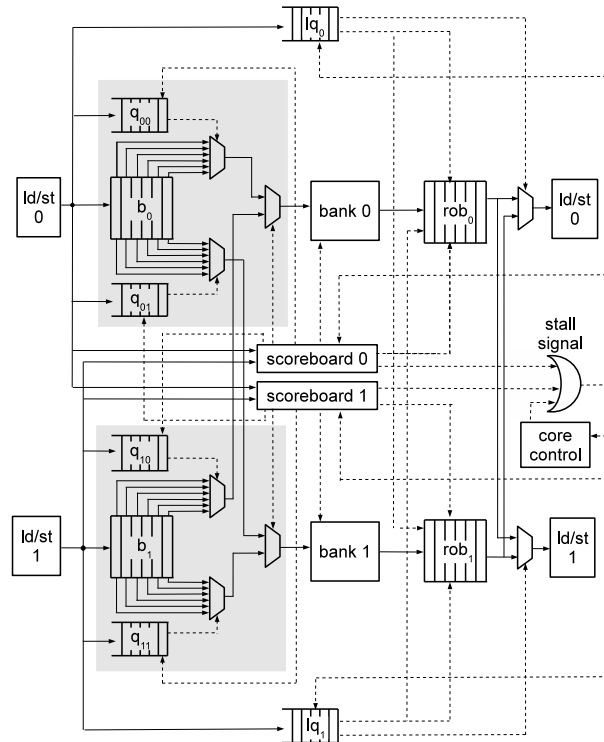 lq0
q00
ld/st
0
b0
bank 0
rob0
ld/st
0
q01
stall
signal
scoreboard 0
scoreboard 1
core
control
q10
ld/st
1
b1
bank 1
rob1
ld/st
1
q11
lq1